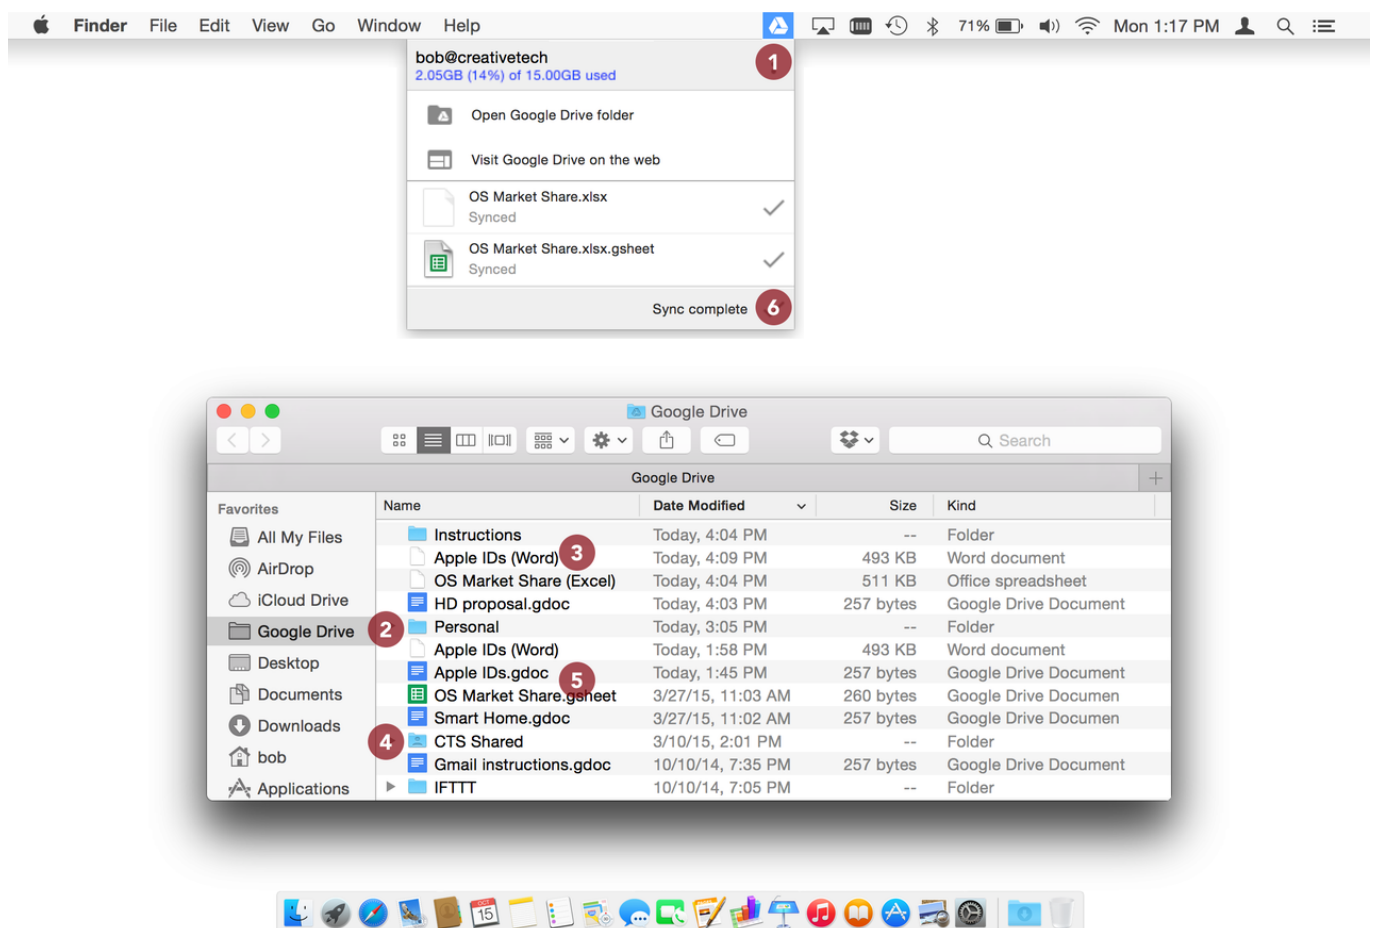 Finder File Edit View Go Window Help 71% Mon 1:17 PM
bob@creativetech
2.05GB (14%) of 15.00GB used
1
Open Google Drive folder
Visit Google Drive on the web
OS Market Share.xlsx
Synced
OS Market Share.xlsx.gsheet
Synced
Sync complete 6
Google Drive
Search
Google Drive
Favorites
All My Files
AirDrop
iCloud Drive
Google Drive 2
Desktop
Documents
Downloads
bob
Applications
Name Date Modified Size Kind
Instructions Today, 4:04 PM -- Folder
Apple IDs (Word) 3 Today, 4:09 PM 493 KB Word document
OS Market Share (Excel) Today, 4:04 PM 511 KB Office spreadsheet
HD proposal.gdoc Today, 4:03 PM 257 bytes Google Drive Document
Personal Today, 3:05 PM -- Folder
Apple IDs (Word) Today, 1:58 PM 493 KB Word document
Apple IDs.gdoc 5 Today, 1:45 PM 257 bytes Google Drive Document
OS Market Share.gsheet 3/27/15, 11:03 AM 260 bytes Google Drive Documen
Smart Home.gdoc 3/27/15, 11:02 AM 257 bytes Google Drive Documen
4 CTS Shared 3/10/15, 2:01 PM -- Folder
Gmail instructions.gdoc 10/10/14, 7:35 PM 257 bytes Google Drive Document
IFTTT 10/10/14, 7:05 PM -- Folder
OCT
15